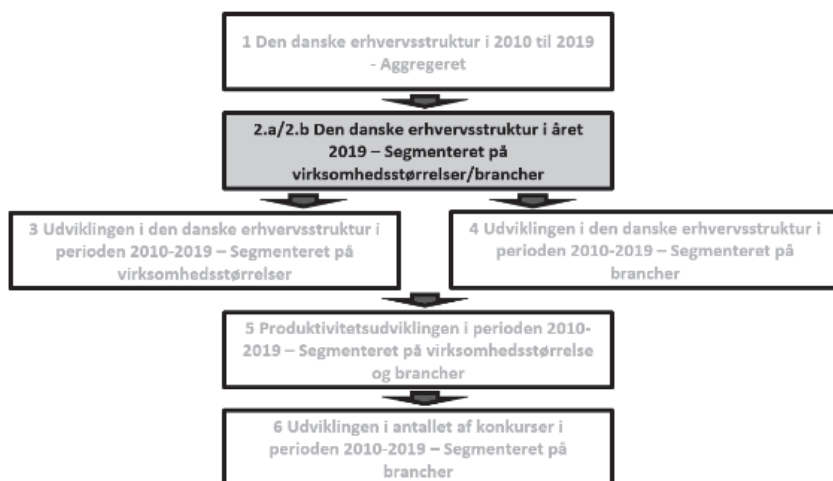 1 Den danske erhvervsstruktur i 2010 til 2019
- Aggregeret
2.a/2.b Den danske erhvervsstruktur i året
2019 – Segmenteret på
virksomhedsstørrelser/brancher
3 Udviklingen i den danske erhvervsstruktur i
perioden 2010-2019 – Segmenteret på
virksomhedsstørrelser
4 Udviklingen i den danske erhvervsstruktur i
perioden 2010-2019 – Segmenteret på
brancher
5 Produktivitetsudviklingen i perioden 2010-
2019 – Segmenteret på virksomhedsstørrelse
og brancher
6 Udviklingen i antallet af konkurser i
perioden 2010-2019 – Segmenteret på
brancher